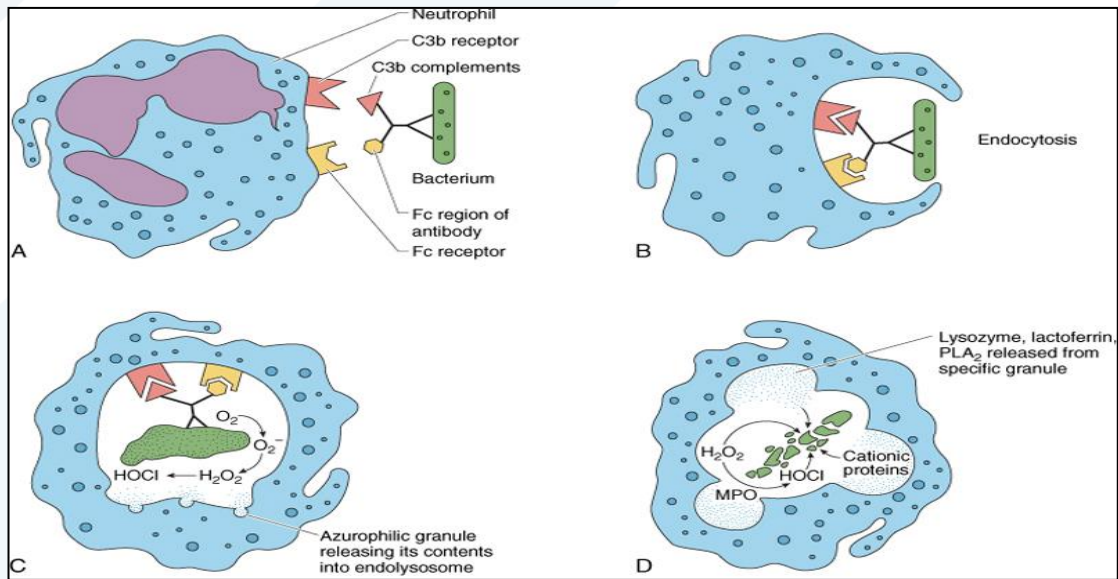 Neutrophil
C3b receptor
C3b complements
Bacterium
Fc region of
antibody
Fc receptor
A
Endocytosis
B
O2
O2−
HOCl
H2O2
Azurophilic granule
releasing its contents
into endolysosome
C
Lysozyme, lactoferrin,
PLA2 released from
specific granule
H2O2
Cationic
proteins
HOCl
MPO
D